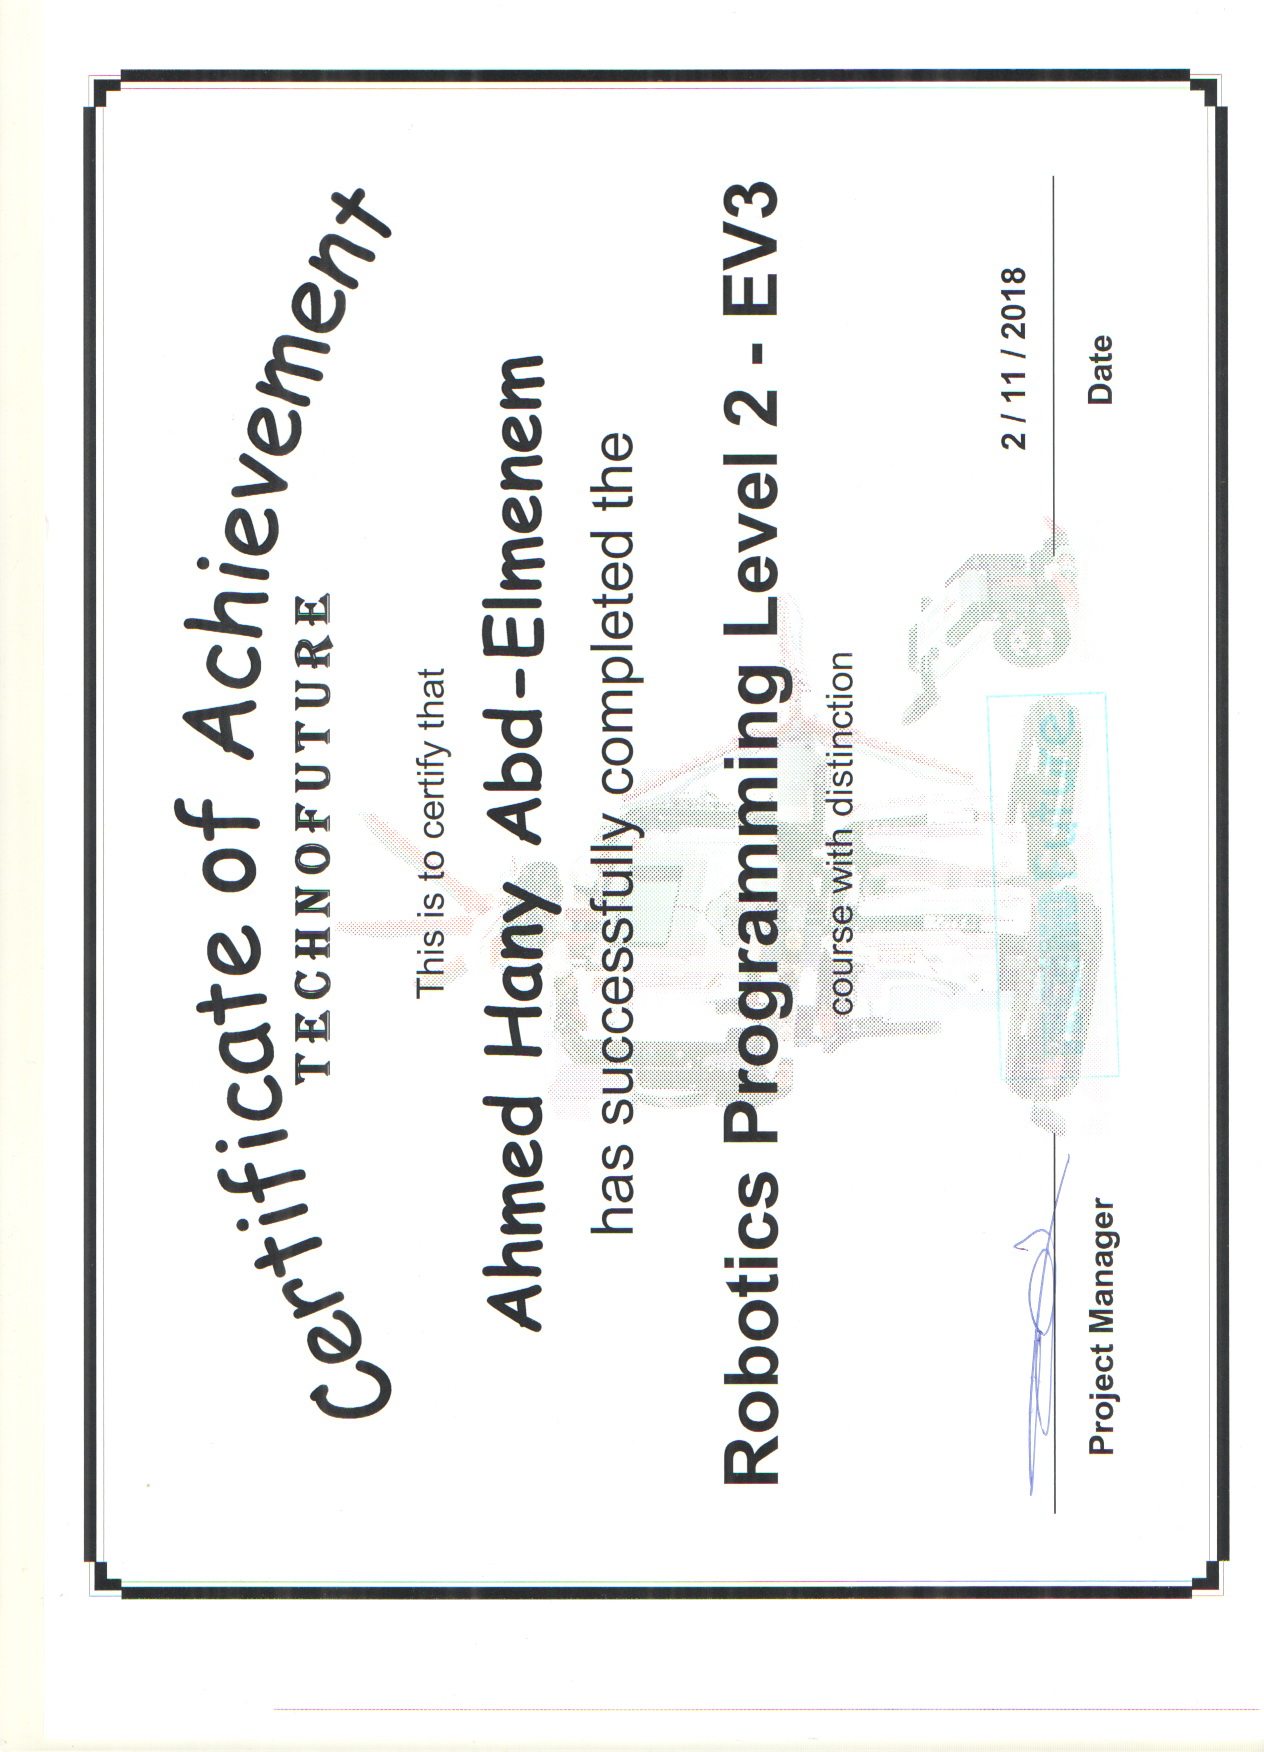 Certificate of Achievement
TECHNOFUTURE
This is to certify that
Ahmed Hany Abd-Elmenem
has successfully completed the
Robotics Programming Level 2 - EV3
course with distinction
2 / 11 / 2018
Project Manager
Date